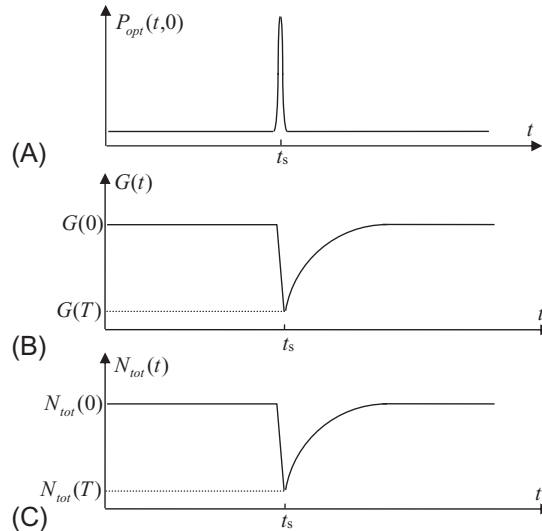 P_opt(t,0)
t
(A)
t_s
G(t)
G(0)
G(T)
t
(B)
t_s
N_tot(t)
N_tot(0)
N_tot(T)
t
(C)
t_s